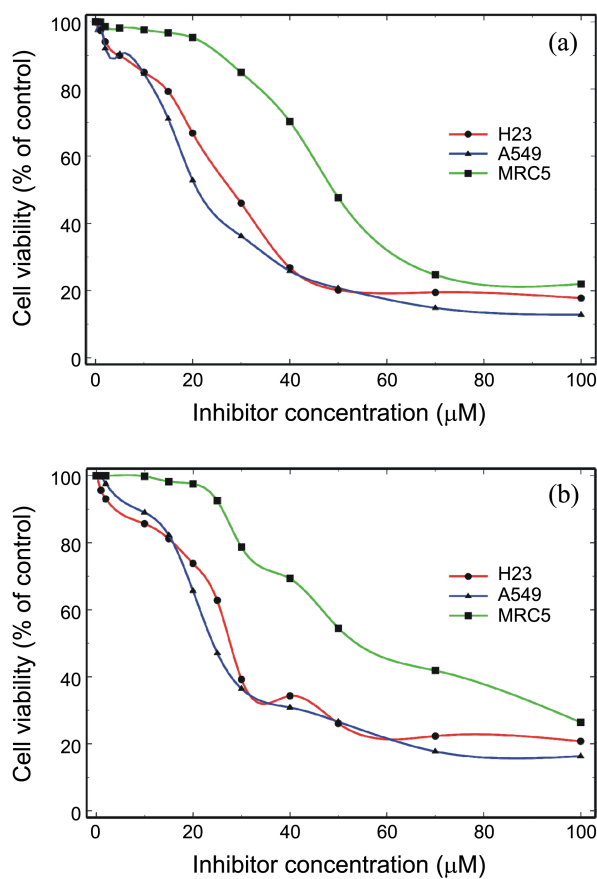 (a)
Cell viability (% of control)
100
80
60
40
20
0
H23
A549
MRC5
0 20 40 60 80 100
Inhibitor concentration (μM)
(b)
Cell viability (% of control)
100
80
60
40
20
0
H23
A549
MRC5
0 20 40 60 80 100
Inhibitor concentration (μM)